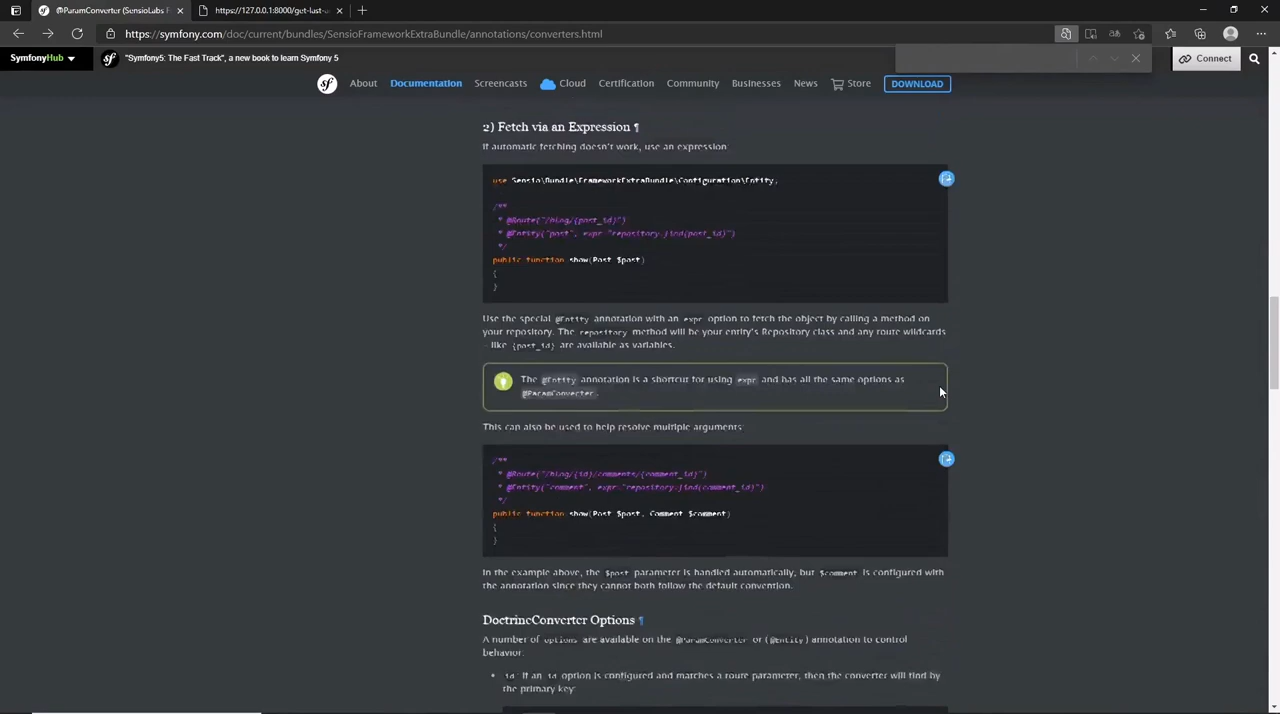 @ParamConverter (SensioLabs F
https://127.0.0.1:8000/get-last-u
https://symfony.com/doc/current/bundles/SensioFrameworkExtraBundle/annotations/converters.html
SymfonyHub
"Symfony5: The Fast Track", a new book to learn Symfony 5
Connect
About
Documentation
Screencasts
Cloud
Certification
Community
Businesses
News
Store
DOWNLOAD
2) Fetch via an Expression ¶
If automatic fetching doesn't work, use an expression:
use Sensio\Bundle\FrameworkExtraBundle\Configuration\Entity;
/**
* @Route("/blog/{post_id}")
* @Entity("post", expr="repository.find(post_id)")
*/
public function show(Post $post)
{
}
Use the special @Entity annotation with an expr option to fetch the object by calling a method on
your repository. The repository method will be your entity's Repository class and any route wildcards
- like {post_id} are available as variables.
The @Entity annotation is a shortcut for using expr and has all the same options as
@ParamConverter.
This can also be used to help resolve multiple arguments:
/**
* @Route("/blog/{id}/comments/{comment_id}")
* @Entity("comment", expr="repository.find(comment_id)")
*/
public function show(Post $post, Comment $comment)
{
}
In the example above, the $post parameter is handled automatically, but $comment is configured with
the annotation since they cannot both follow the default convention.
DoctrineConverter Options ¶
A number of options are available on the @ParamConverter or (@Entity) annotation to control
behavior:
• id: If an id option is configured and matches a route parameter, then the converter will find by
the primary key: